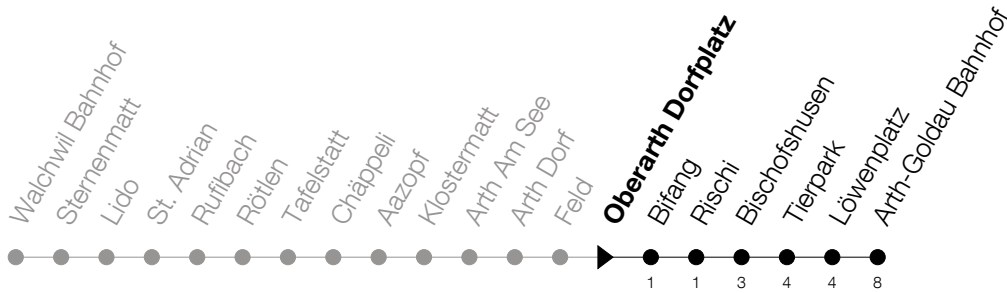 Walchwil Bahnhof
Sternenmatt
Lido
St. Adrian
Rufibach
Rötlen
Tafelstatt
Chäppeli
Aazopf
Klostermatt
Arth Am See
Arth Dorf
Feld
Oberarth Dorfplatz
Bifang
Rischi
Bischofshusen
Tierpark
Löwenplatz
Arth-Goldau Bahnhof
1 1 3 4 4 8